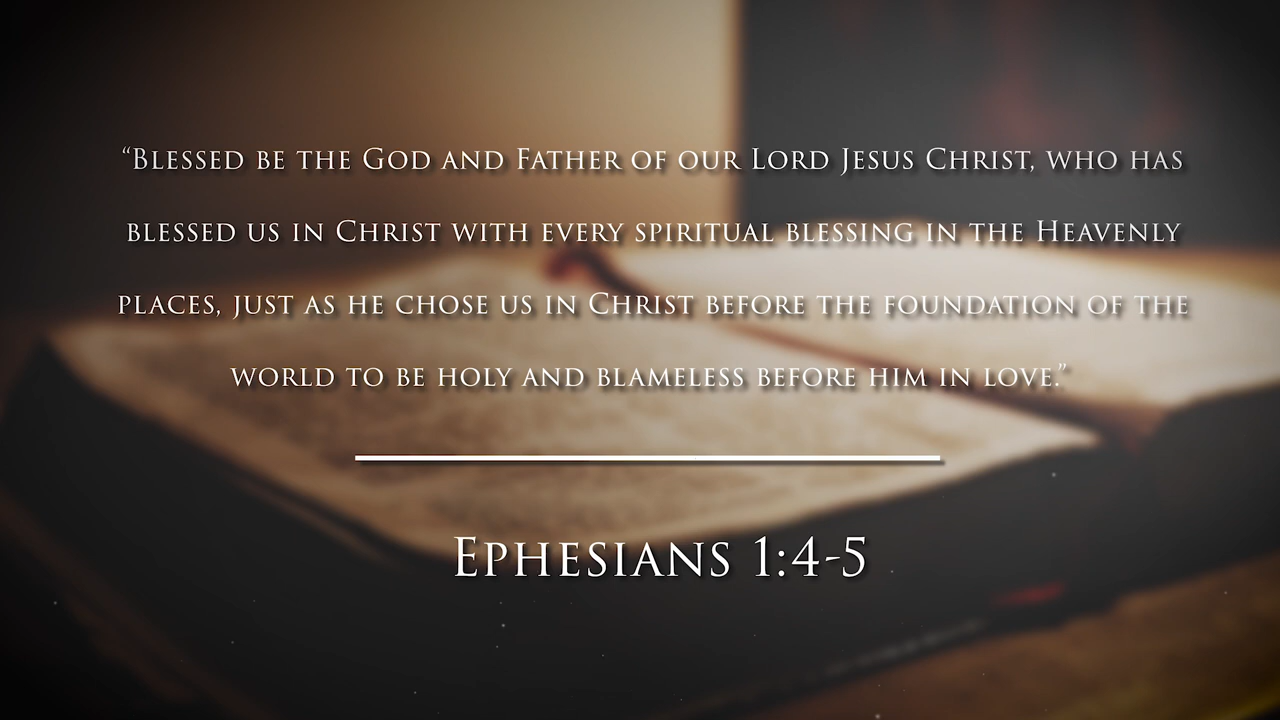 “Blessed be the God and Father of our Lord Jesus Christ, who has
blessed us in Christ with every spiritual blessing in the Heavenly
places, just as he chose us in Christ before the foundation of the
world to be holy and blameless before him in love.”
Ephesians 1:4-5